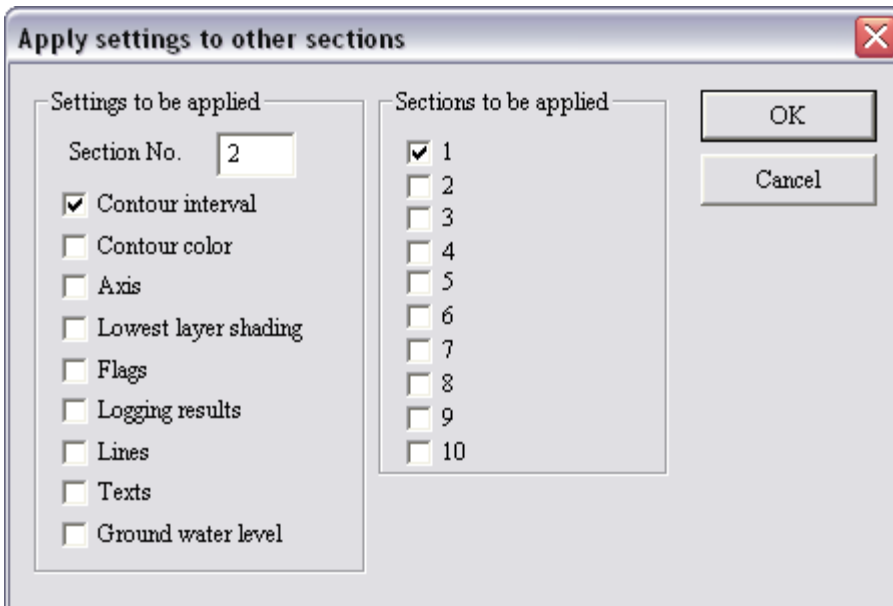 Apply settings to other sections
Settings to be applied
Section No. 2
Contour interval
Contour color
Axis
Lowest layer shading
Flags
Logging results
Lines
Texts
Ground water level
Sections to be applied
1
2
3
4
5
6
7
8
9
10
OK
Cancel